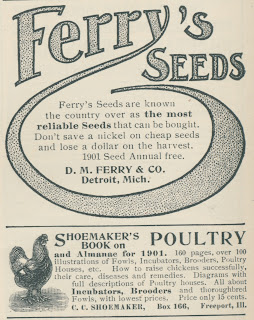 Ferry's
SEEDS
Ferry's Seeds are known
the country over as the most
reliable Seeds that can be bought.
Don't save a nickel on cheap seeds
and lose a dollar on the harvest.
1901 Seed Annual free.
D. M. FERRY & CO.
Detroit, Mich.
SHOEMAKER'S POULTRY
BOOK on
and Almanac for 1901. 160 pages, over 100
illustrations of Fowls, Incubators, Brooders, Poultry
Houses, etc. How to raise chickens successfully,
their care, diseases and remedies. Diagrams with
full descriptions of Poultry houses. All about
Incubators, Brooders and thoroughbred
Fowls, with lowest prices. Price only 15 cents.
C. C. SHOEMAKER, Box 166, Freeport, Ill.